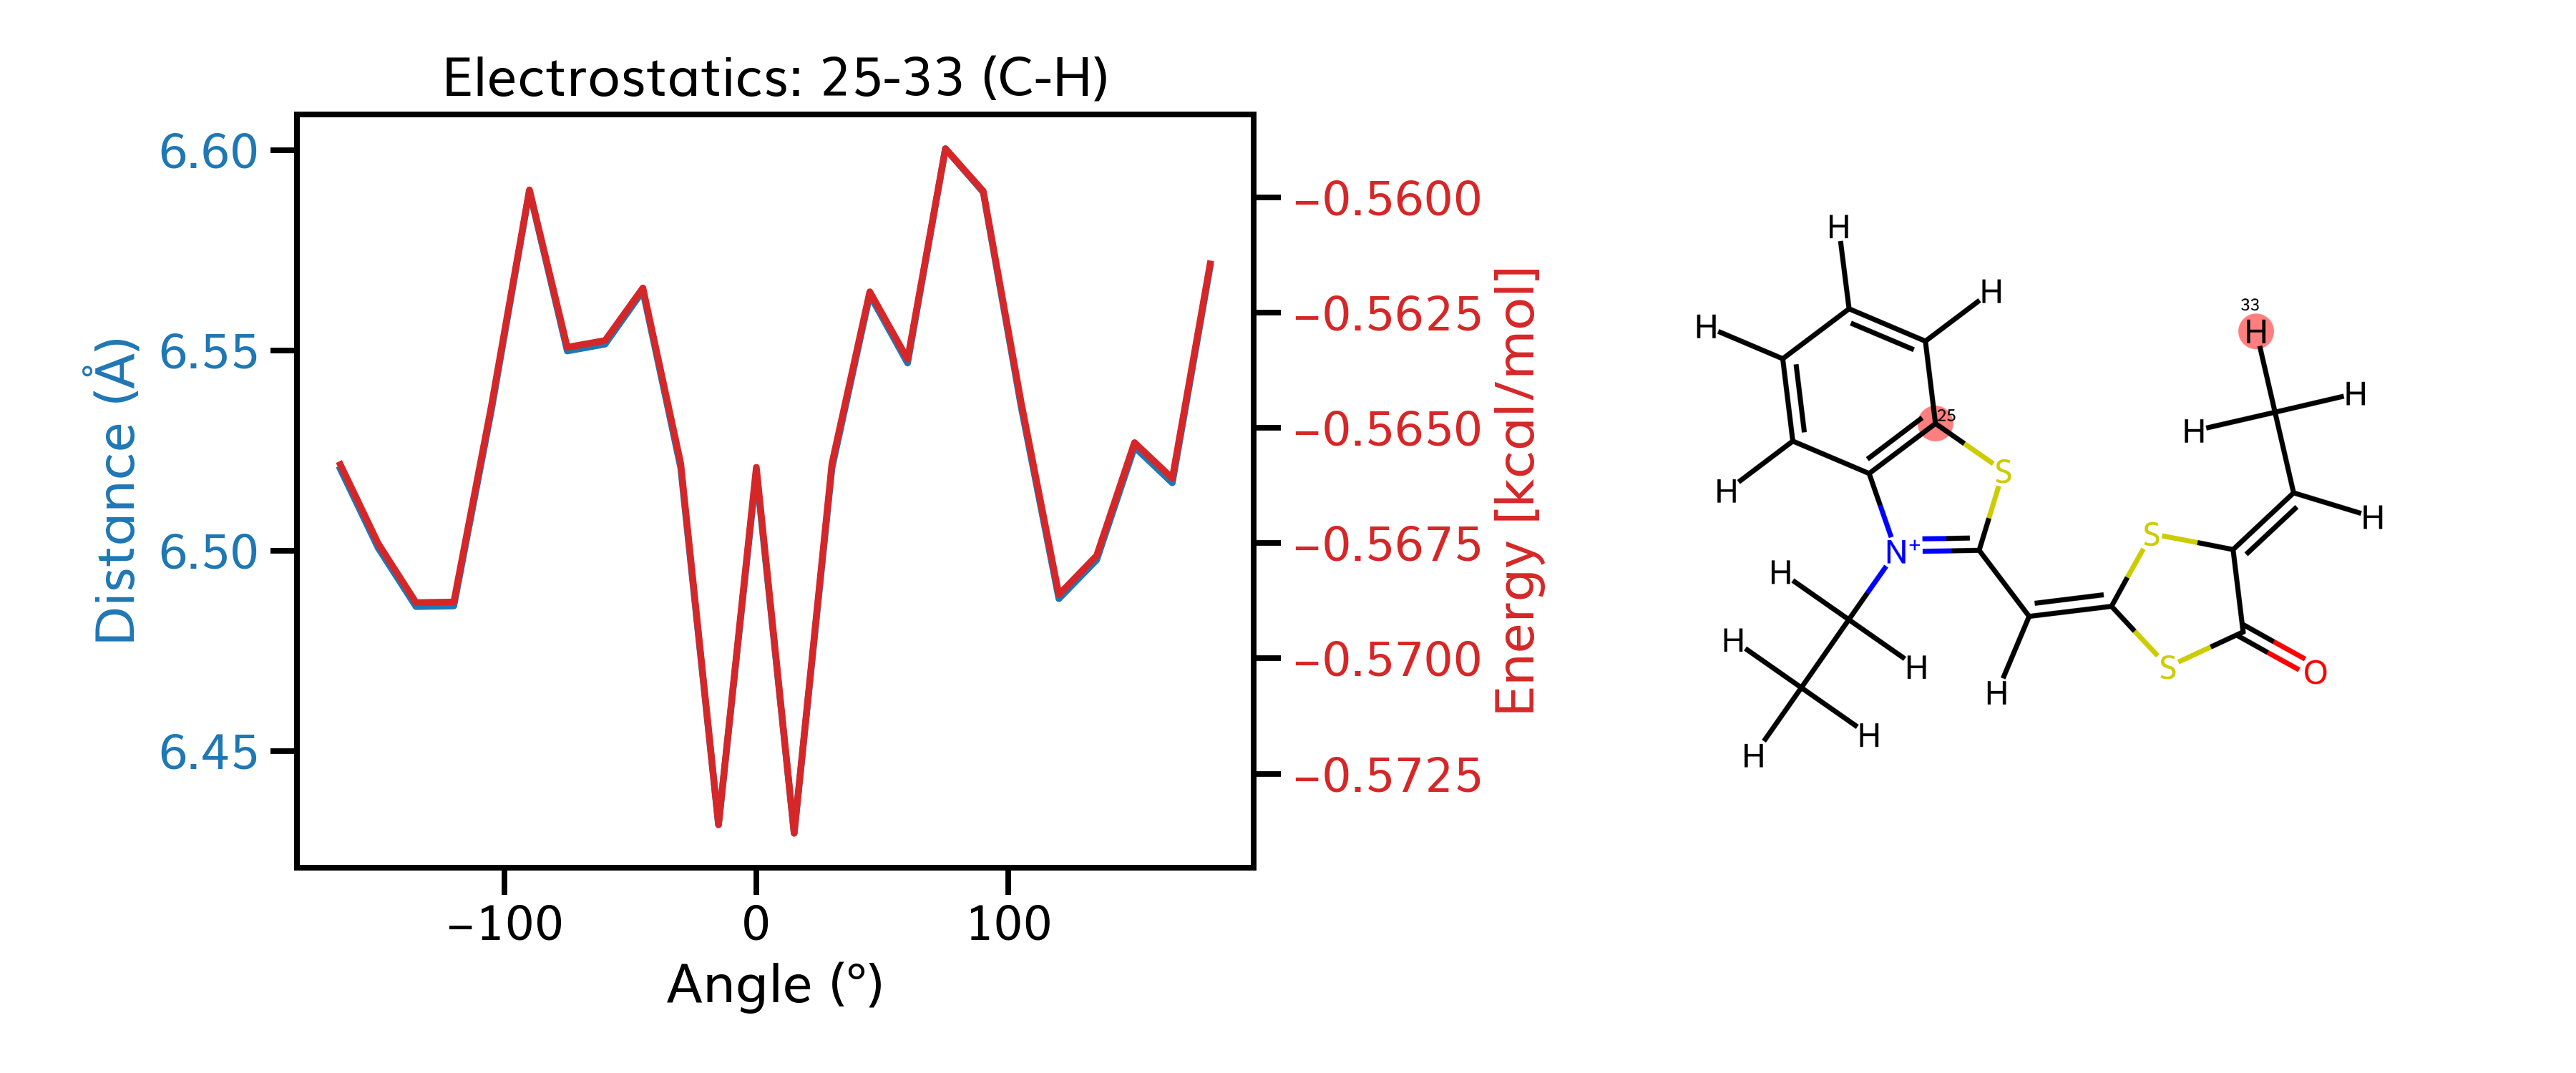 Electrostatics: 25-33 (C-H)
6.60
6.55
6.50
6.45
Distance (Å)
−0.5600
−0.5625
−0.5650
−0.5675
−0.5700
−0.5725
Energy [kcal/mol]
−100
0
100
Angle (°)
H
H
H
33
H
H
H
H
25
S
H
H
S
N+
H
H
H
S
O
H
H
H